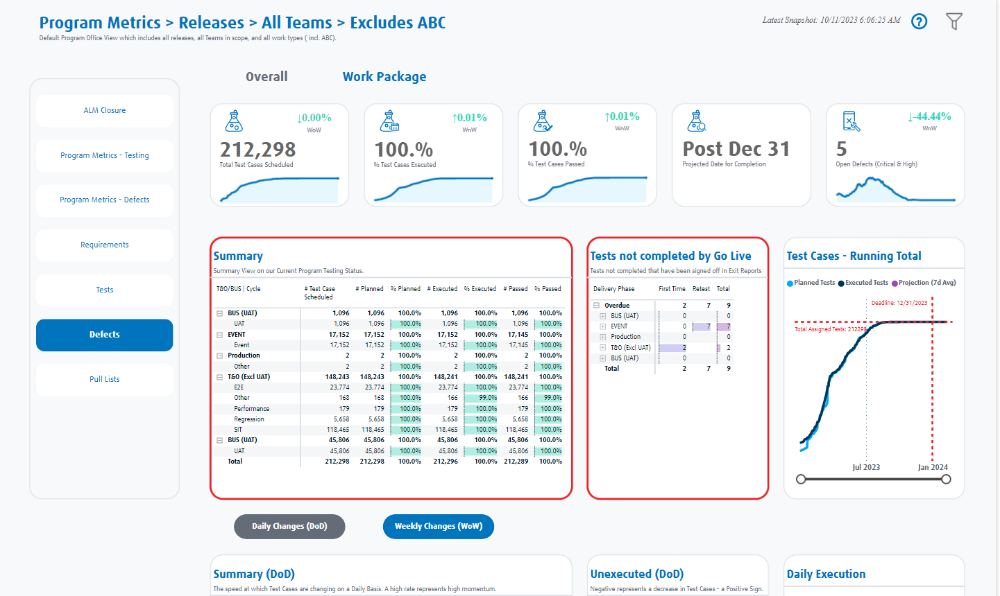 Program Metrics > Releases > All Teams > Excludes ABC
Default Program Office View which includes all releases, all Teams in scope, and all work types ( incl. ABC).
Latest Snapshot: 10/11/2023 6:06:25 AM
?
Overall
Work Package
ALM Closure
Program Metrics - Testing
Program Metrics - Defects
Requirements
Tests
Defects
Pull Lists
↓0.00%
WoW
212,298
Total Test Cases Scheduled
↑0.01%
WoW
100.%
% Test Cases Executed
↑0.01%
WoW
100.%
% Test Cases Passed
Post Dec 31
Projected Date for Completion
↓-44.44%
WoW
5
Open Defects (Critical & High)
Summary
Summary View on our Current Program Testing Status.
T&O/BUS | Cycle # Test Case Scheduled # Planned % Planned # Executed % Executed # Passed % Passed
BUS (UAT) 1,096 1,096 100.0% 1,096 100.0% 1,096 100.0%
UAT 1,096 1,096 100.0% 1,096 100.0% 1,096 100.0%
EVENT 17,152 17,152 100.0% 17,152 100.0% 17,145 100.0%
Event 17,152 17,152 100.0% 17,152 100.0% 17,145 100.0%
Production 2 2 100.0% 2 100.0% 2 100.0%
Other 2 2 100.0% 2 100.0% 2 100.0%
T&O (Excl UAT) 148,243 148,243 100.0% 148,241 100.0% 148,241 100.0%
E2E 23,774 23,774 100.0% 23,774 100.0% 23,774 100.0%
Other 168 168 100.0% 166 99.0% 166 99.0%
Performance 179 179 100.0% 179 100.0% 179 100.0%
Regression 5,658 5,658 100.0% 5,658 100.0% 5,658 100.0%
SIT 118,465 118,465 100.0% 118,465 100.0% 118,465 100.0%
BUS (UAT) 45,806 45,806 100.0% 45,806 100.0% 45,806 100.0%
UAT 45,806 45,806 100.0% 45,806 100.0% 45,806 100.0%
Total 212,298 212,298 100.0% 212,296 100.0% 212,289 100.0%
Tests not completed by Go Live
Tests not completed that have been signed off in Exit Reports
Delivery Phase First Time Retest Total
Overdue 2 7 9
BUS (UAT) 0 0
EVENT 0 7 7
Production 0 0
T&O (Excl UAT) 2 2
BUS (UAT) 0 0
Total 2 7 9
Test Cases - Running Total
Planned Tests Executed Tests Projection (7d Avg)
Deadline: 12/31/2023
Total Assigned Tests: 212298
Jul 2023 Jan 2024
Daily Changes (DoD)
Weekly Changes (WoW)
Summary (DoD)
The speed at which Test Cases are changing on a Daily Basis. A high rate represents high momentum.
Unexecuted (DoD)
Negative represents a decrease in Test Cases - a Positive Sign.
Daily Execution